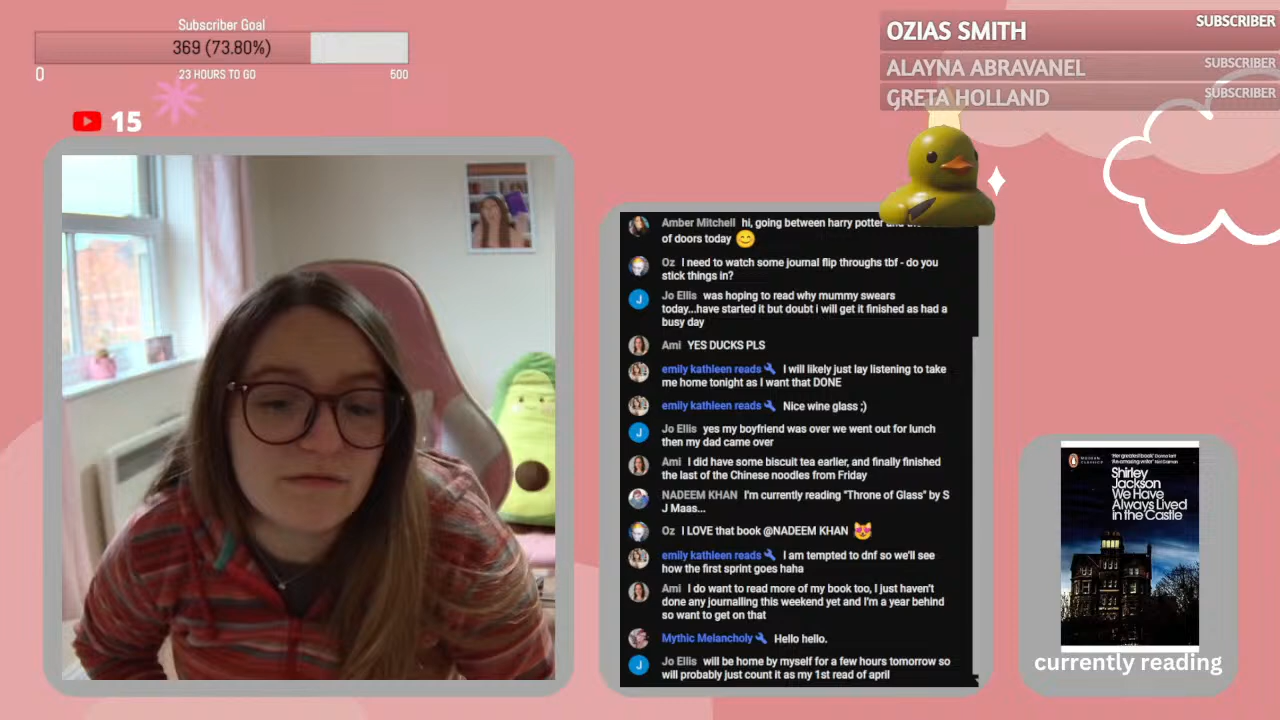 Subscriber Goal
369 (73.80%)
0
23 HOURS TO GO
500
15
OZIAS SMITH
SUBSCRIBER
ALAYNA ABRAVANEL
SUBSCRIBER
GRETA HOLLAND
SUBSCRIBER
Amber Mitchell hi, going between harry potter and
of doors today 😊
Oz I need to watch some journal flip throughs tbf - do you
stick things in?
J Jo Ellis was hoping to read why mummy swears
today...have started it but doubt i will get it finished as had a
busy day
Ami YES DUCKS PLS
emily kathleen reads I will likely just lay listening to take
me home tonight as I want that DONE
emily kathleen reads Nice wine glass ;)
J Jo Ellis yes my boyfriend was over we went out for lunch
then my dad came over
Ami I did have some biscuit tea earlier, and finally finished
the last of the Chinese noodles from Friday
NADEEM KHAN I'm currently reading "Throne of Glass" by S
J Maas...
Oz I LOVE that book @NADEEM KHAN 😻
emily kathleen reads I am tempted to dnf so we'll see
how the first sprint goes haha
Ami I do want to read more of my book too, I just haven't
done any journalling this weekend yet and I'm a year behind
so want to get on that
Mythic Melancholy Hello hello.
J Jo Ellis will be home by myself for a few hours tomorrow so
will probably just count it as my 1st read of april
Shirley
Jackson
We Have
Always Lived
in the Castle
currently reading